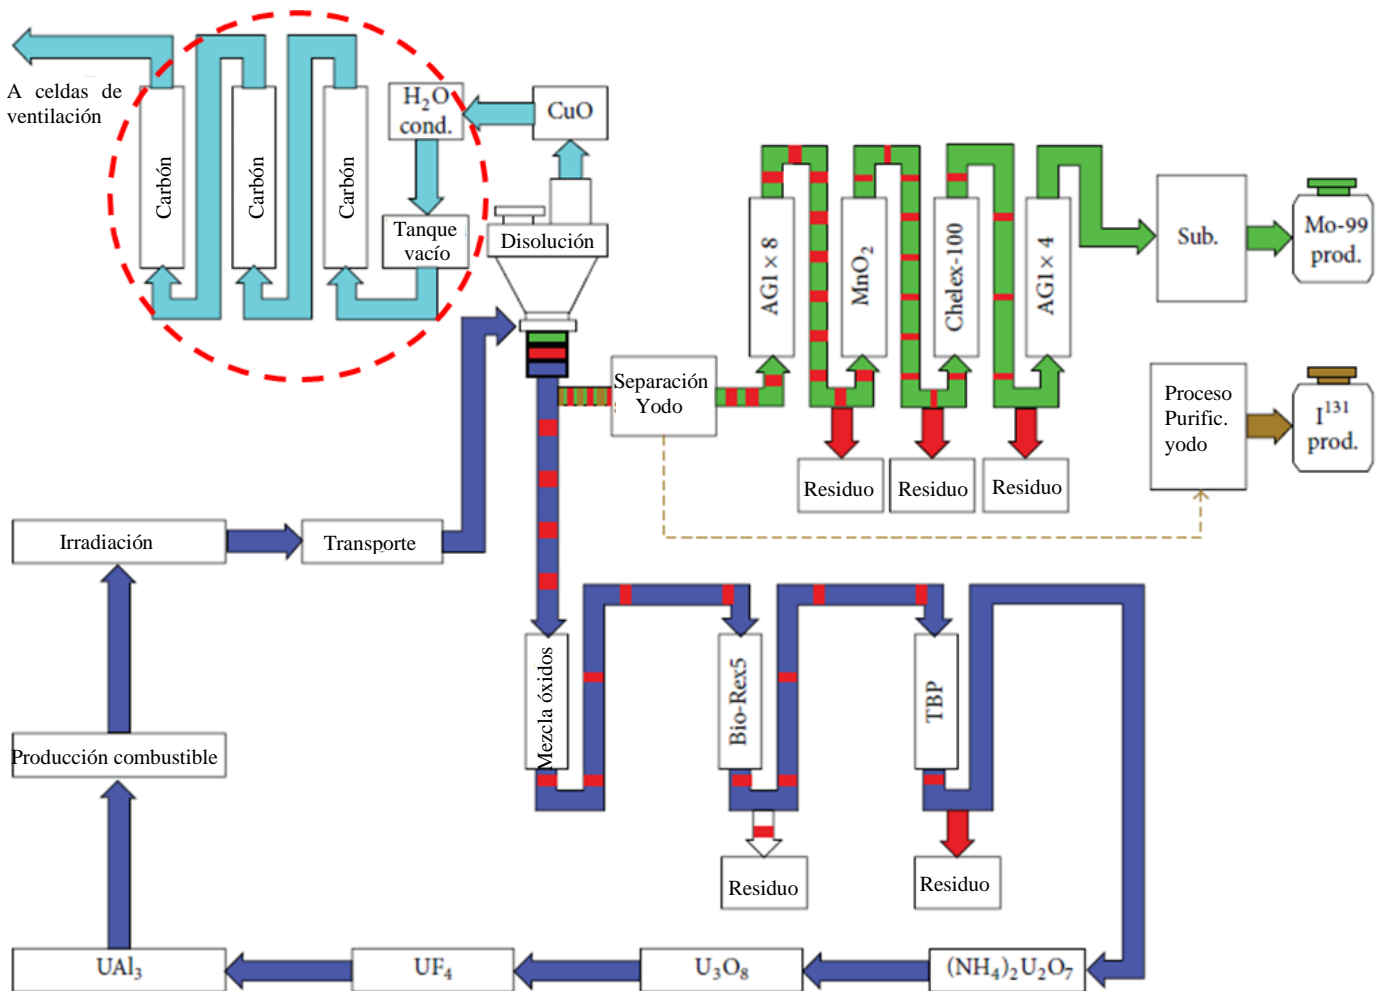 A celdas de
ventilación
Carbón
Carbón
Carbón
H₂O
cond.
CuO
Tanque
vacío
Disolución
AG1 × 8
MnO₂
Chelex-100
AG1 × 4
Sub.
Mo-99
prod.
Separación
Yodo
Proceso
Purific.
yodo
I¹³¹
prod.
Residuo
Residuo
Residuo
Irradiación
Transporte
Mezcla óxidos
Bio-Rex5
TBP
Producción combustible
Residuo
Residuo
UAl₃
UF₄
U₃O₈
(NH₄)₂U₂O₇